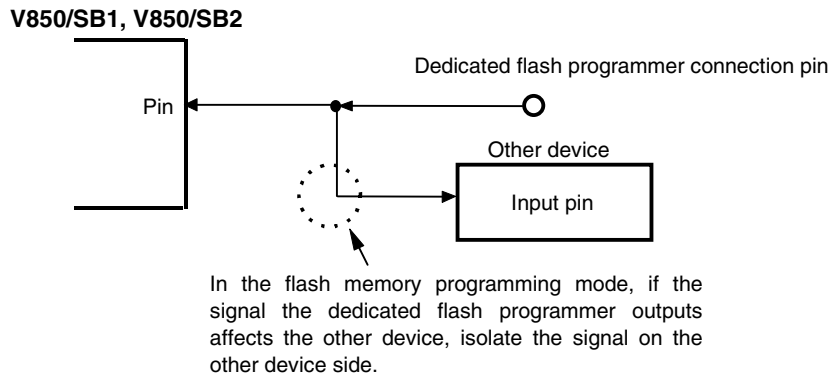 V850/SB1, V850/SB2
Dedicated flash programmer connection pin
Pin
Other device
Input pin
In the flash memory programming mode, if the
signal the dedicated flash programmer outputs
affects the other device, isolate the signal on the
other device side.